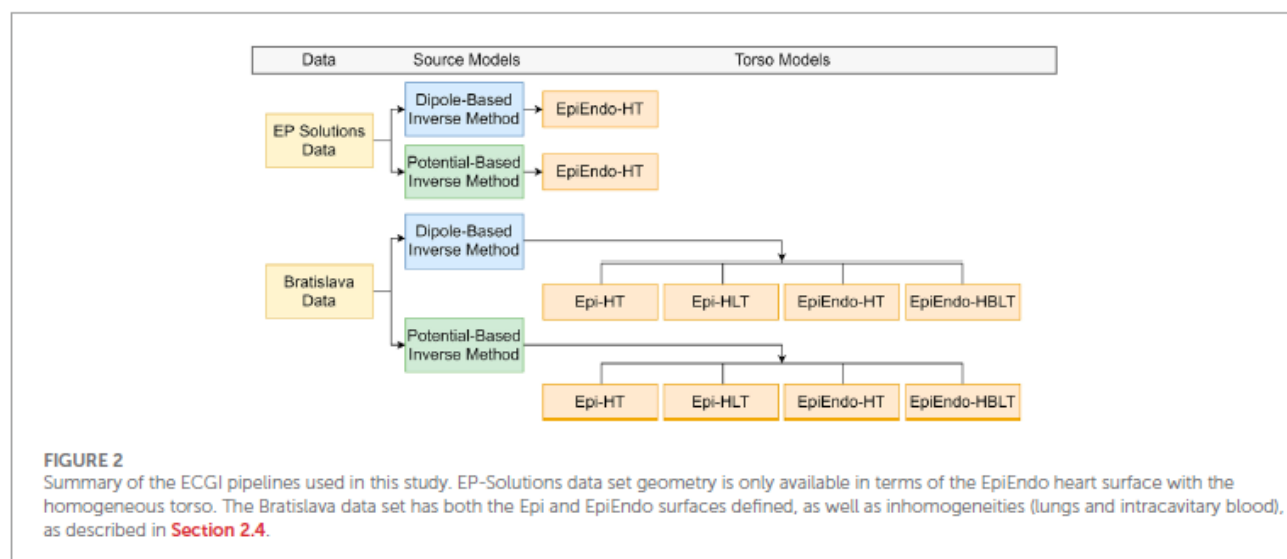 Data Source Models Torso Models
Dipole-Based
Inverse Method
EpiEndo-HT
EP Solutions
Data
Potential-Based
Inverse Method
EpiEndo-HT
Dipole-Based
Inverse Method
Bratislava
Data
Epi-HT Epi-HLT EpiEndo-HT EpiEndo-HBLT
Potential-Based
Inverse Method
Epi-HT Epi-HLT EpiEndo-HT EpiEndo-HBLT
FIGURE 2
Summary of the ECGI pipelines used in this study. EP-Solutions data set geometry is only available in terms of the EpiEndo heart surface with the
homogeneous torso. The Bratislava data set has both the Epi and EpiEndo surfaces defined, as well as inhomogeneities (lungs and intracavitary blood),
as described in Section 2.4.